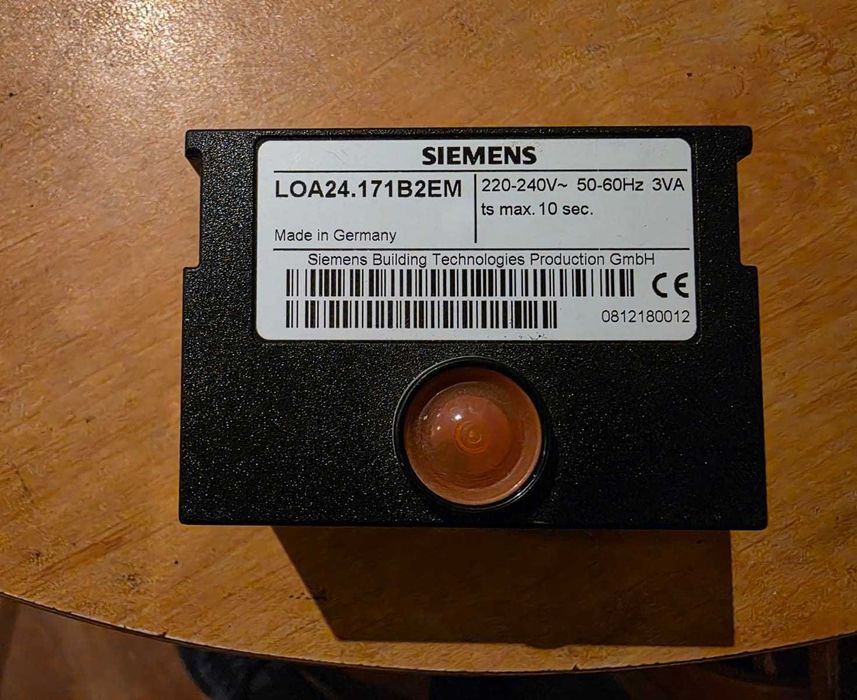 SIEMENS
LOA24.171B2EM
220-240V~ 50-60Hz 3VA
ts max. 10 sec.
Made in Germany
Siemens Building Technologies Production GmbH
CE
0812180012